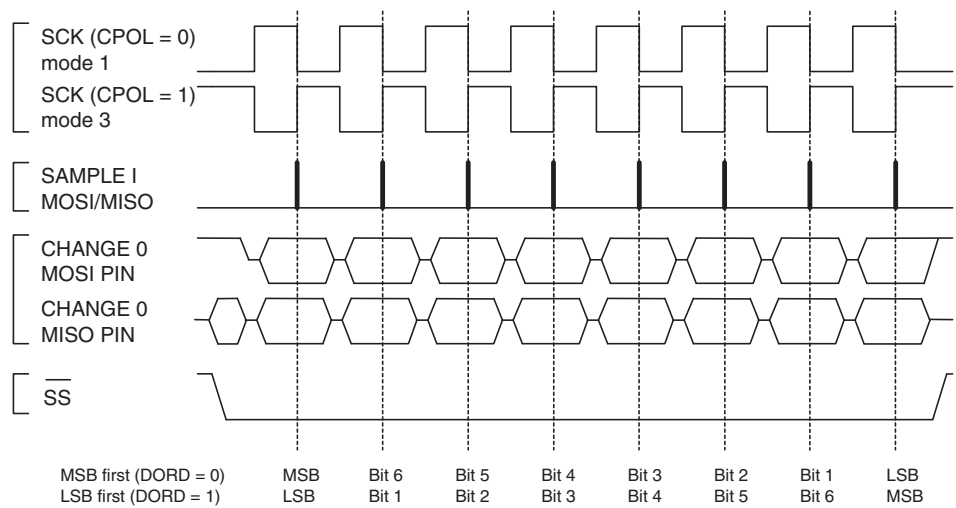 SCK (CPOL = 0)
mode 1
SCK (CPOL = 1)
mode 3
SAMPLE I
MOSI/MISO
CHANGE 0
MOSI PIN
CHANGE 0
MISO PIN
SS
MSB first (DORD = 0) MSB Bit 6 Bit 5 Bit 4 Bit 3 Bit 2 Bit 1 LSB
LSB first (DORD = 1) LSB Bit 1 Bit 2 Bit 3 Bit 4 Bit 5 Bit 6 MSB